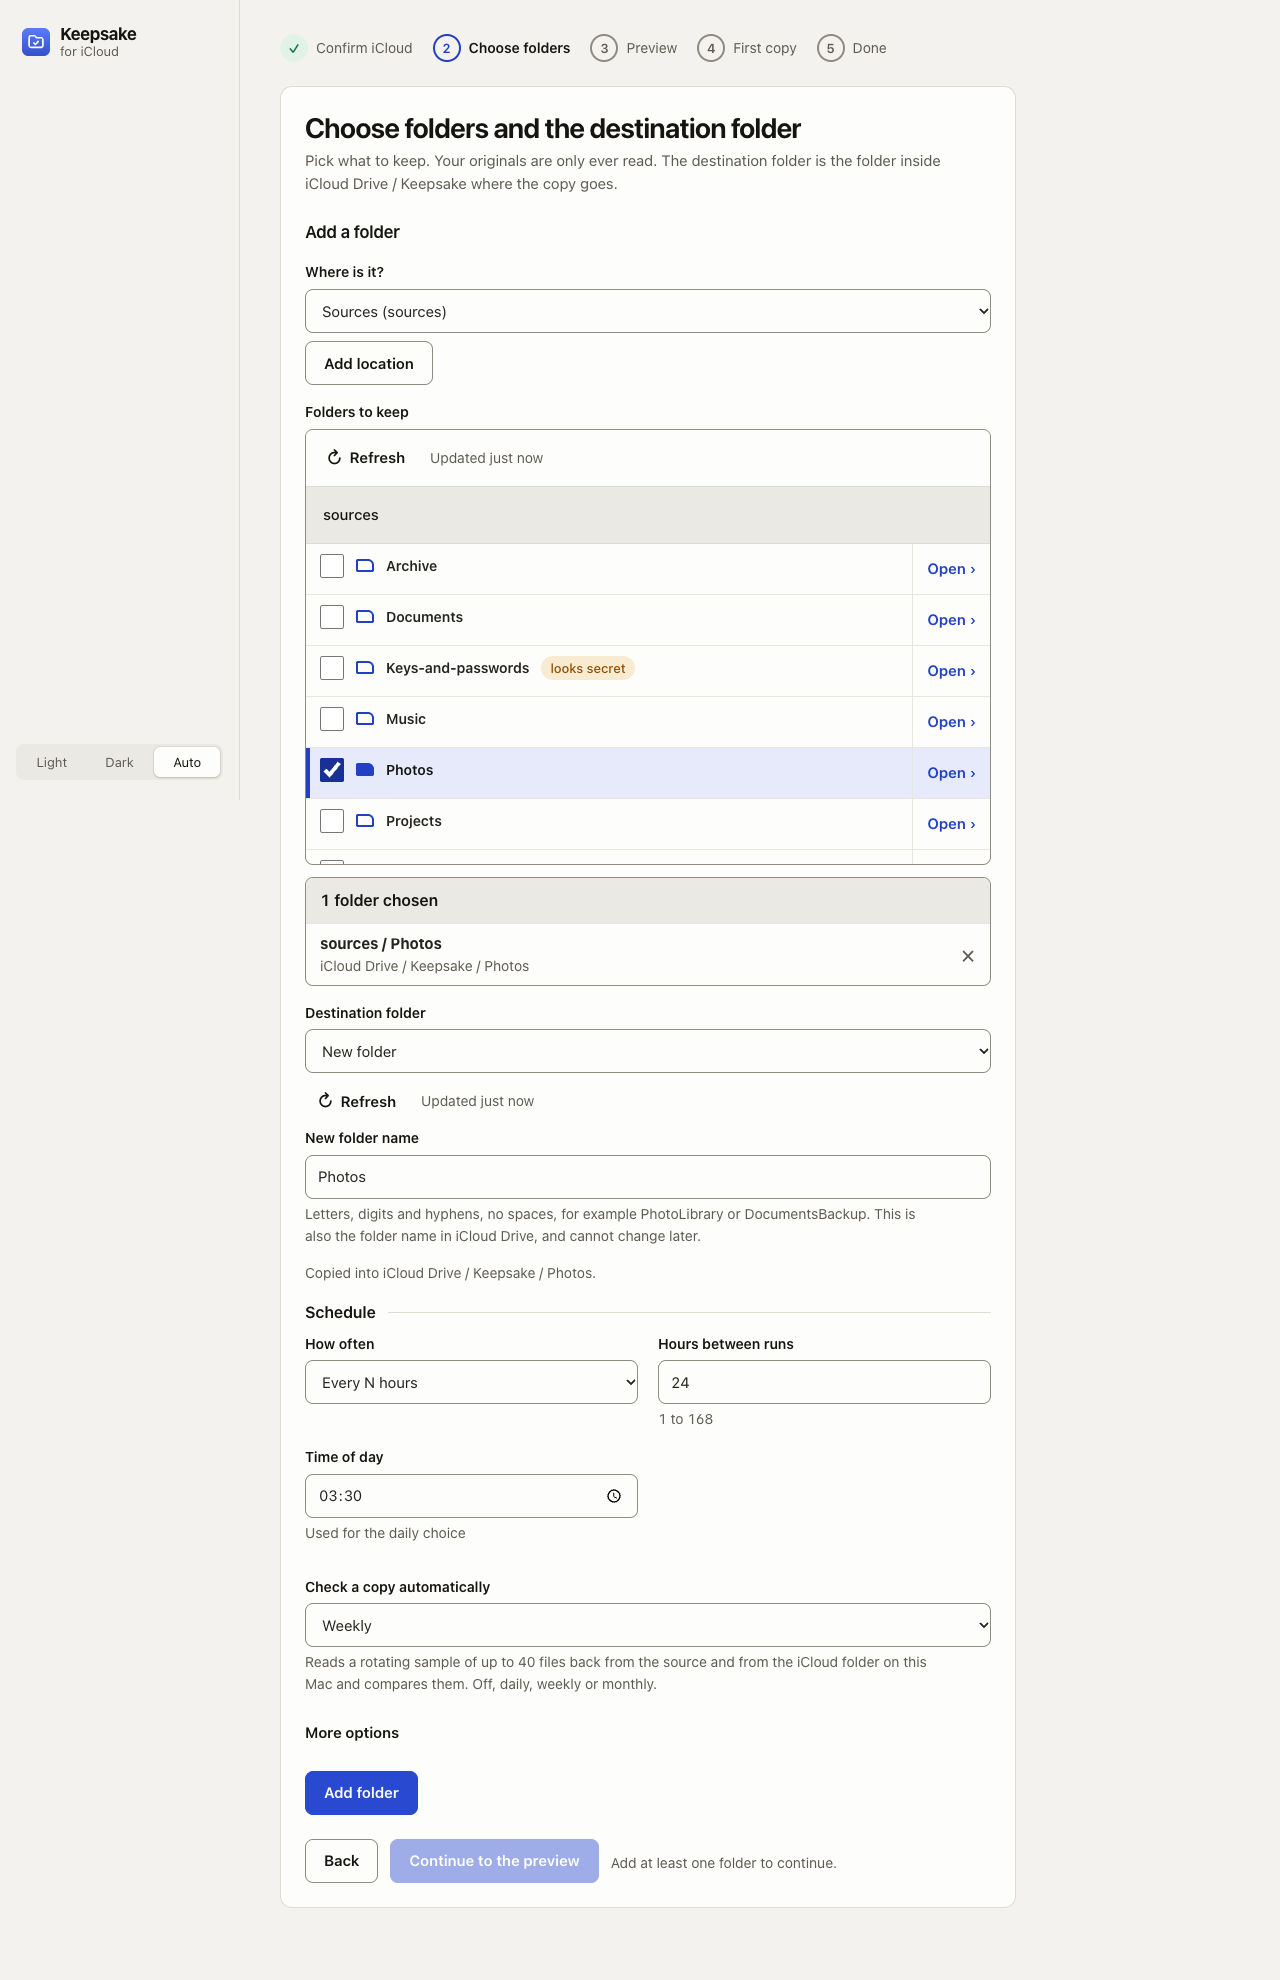 Keepsake
for iCloud
Confirm iCloud
2 Choose folders
3 Preview
4 First copy
5 Done
Choose folders and the destination folder
Pick what to keep. Your originals are only ever read. The destination folder is the folder inside
iCloud Drive / Keepsake where the copy goes.
Add a folder
Where is it?
Sources (sources)
Add location
Folders to keep
Refresh Updated just now
sources
Archive Open ›
Documents Open ›
Keys-and-passwords looks secret Open ›
Music Open ›
Photos Open ›
Projects Open ›
Light Dark Auto
1 folder chosen
sources / Photos
iCloud Drive / Keepsake / Photos
Destination folder
New folder
Refresh Updated just now
New folder name
Photos
Letters, digits and hyphens, no spaces, for example PhotoLibrary or DocumentsBackup. This is
also the folder name in iCloud Drive, and cannot change later.
Copied into iCloud Drive / Keepsake / Photos.
Schedule
How often
Every N hours
Hours between runs
24
1 to 168
Time of day
03:30
Used for the daily choice
Check a copy automatically
Weekly
Reads a rotating sample of up to 40 files back from the source and from the iCloud folder on this
Mac and compares them. Off, daily, weekly or monthly.
More options
Add folder
Back
Continue to the preview
Add at least one folder to continue.